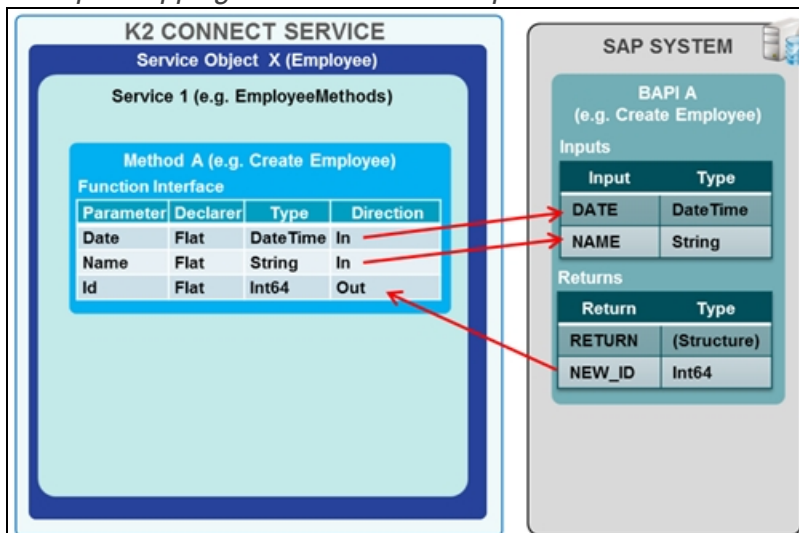 K2 CONNECT SERVICE
Service Object X (Employee)
Service 1 (e.g. EmployeeMethods)
Method A (e.g. Create Employee)
Function Interface
Parameter Declarer Type Direction
Date Flat DateTime In
Name Flat String In
Id Flat Int64 Out
SAP SYSTEM
BAPI A
(e.g. Create Employee)
Inputs
Input Type
DATE DateTime
NAME String
Returns
Return Type
RETURN (Structure)
NEW_ID Int64